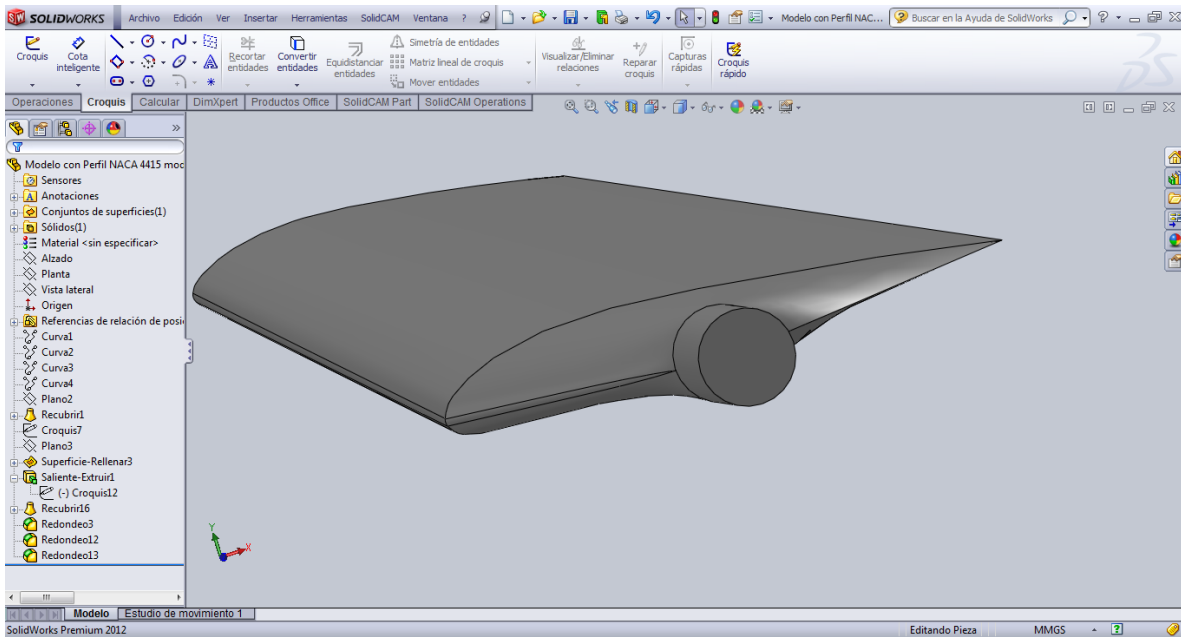 SOLIDWORKS Archivo Edición Ver Insertar Herramientas SolidCAM Ventana ? Modelo con Perfil NAC... Buscar en la Ayuda de SolidWorks
Croquis
Cota inteligente
Recortar entidades
Convertir entidades
Equidistanciar entidades
Simetría de entidades
Matriz lineal de croquis
Mover entidades
Visualizar/Eliminar relaciones
Reparar croquis
Capturas rápidas
Croquis rápido
Operaciones Croquis Calcular DimXpert Productos Office SolidCAM Part SolidCAM Operations
Modelo con Perfil NACA 4415 mod
Sensores
Anotaciones
Conjuntos de superficies(1)
Sólidos(1)
Material <sin especificar>
Alzado
Planta
Vista lateral
Origen
Referencias de relación de posi
Curva1
Curva2
Curva3
Curva4
Plano2
Recubrir1
Croquis7
Plano3
Superficie-Rellenar3
Saliente-Extruir1
(-) Croquis12
Recubrir16
Redondeo3
Redondeo12
Redondeo13
Y
X
Modelo Estudio de movimiento 1
SolidWorks Premium 2012 Editando Pieza MMGS